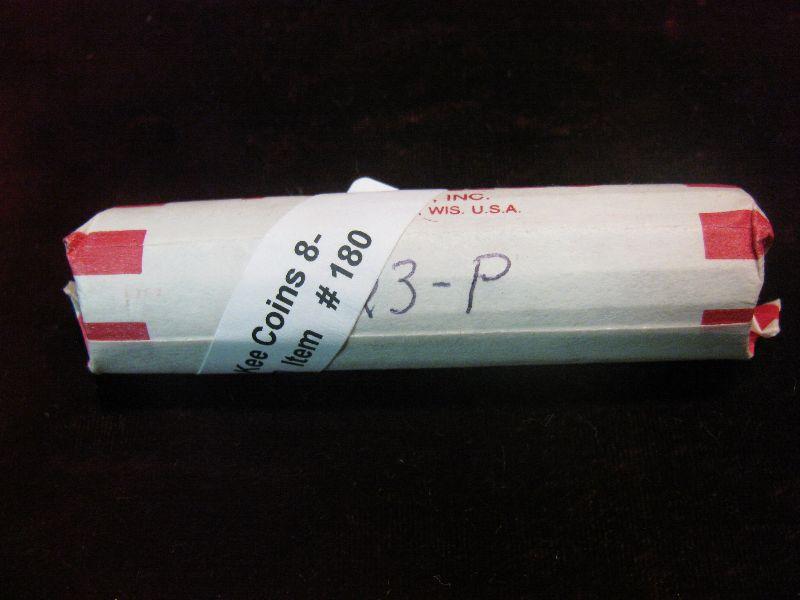 , INC.
WIS. U.S.A.
Kee Coins 8-
Item # 180
3-P